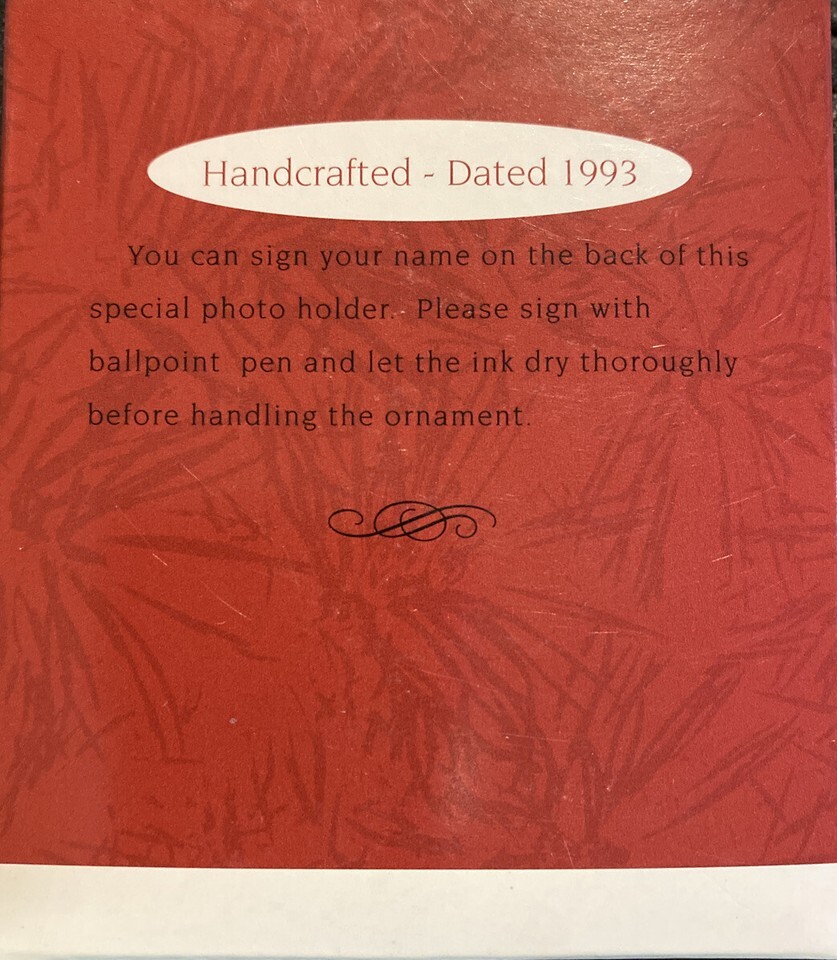 Handcrafted - Dated 1993
You can sign your name on the back of this
special photo holder. Please sign with
ballpoint pen and let the ink dry thoroughly
before handling the ornament.